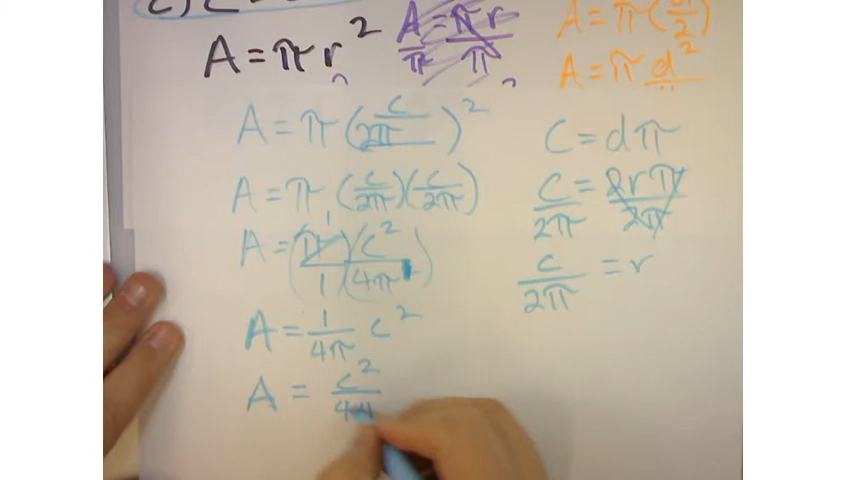 A = πr²
A/π = πr/π
A = π(d/2)
A = π d²
A = π(c/2π)²
A = π(c/2π)(c/2π)
A = (π/1)(c²/4π
A = 1/4π c²
A = c²/4
C = dπ
C/2π = 2rπ/2π
c/2π = r